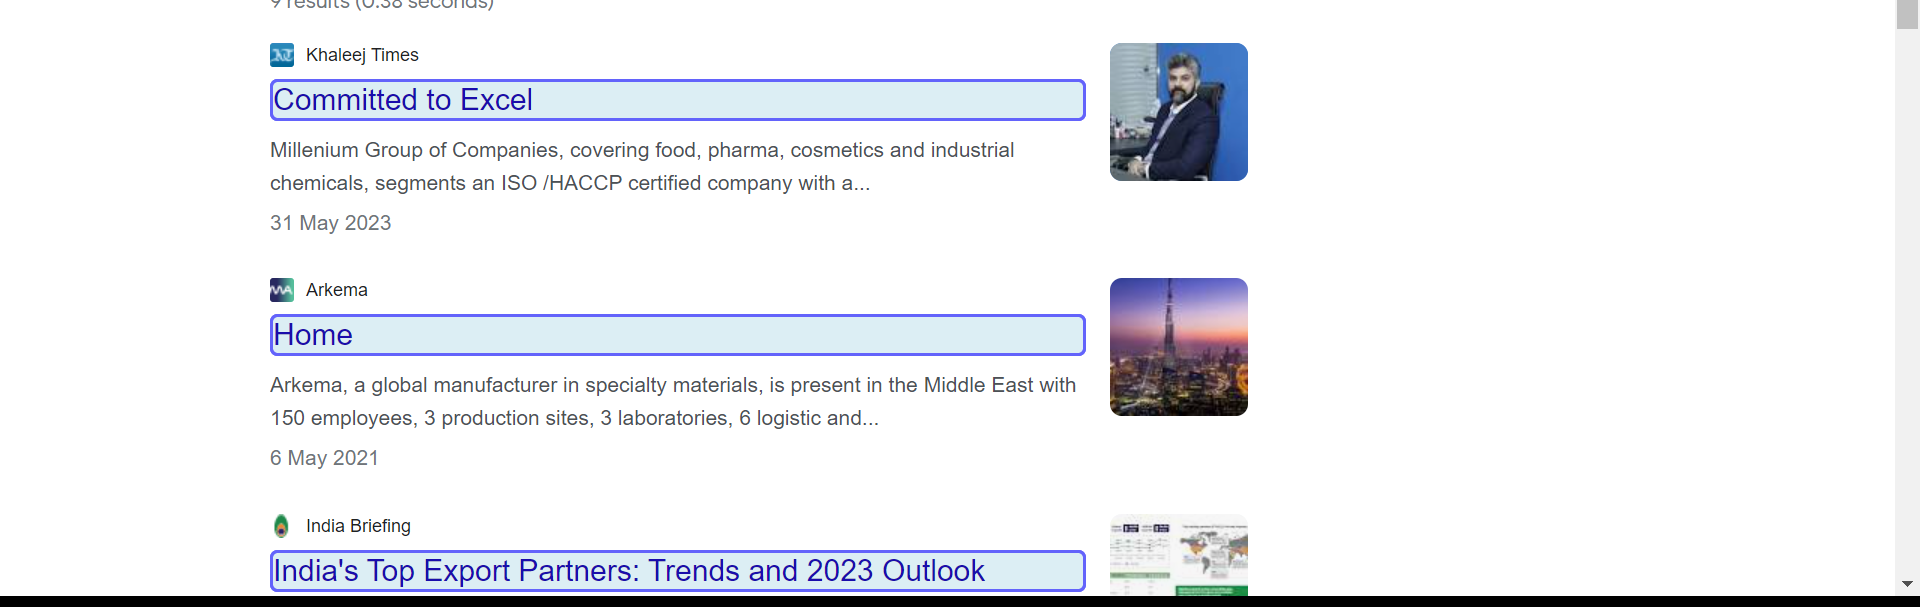 9 results (0.38 seconds)
Khaleej Times
Committed to Excel
Millenium Group of Companies, covering food, pharma, cosmetics and industrial
chemicals, segments an ISO /HACCP certified company with a...
31 May 2023
Arkema
Home
Arkema, a global manufacturer in specialty materials, is present in the Middle East with
150 employees, 3 production sites, 3 laboratories, 6 logistic and...
6 May 2021
India Briefing
India's Top Export Partners: Trends and 2023 Outlook